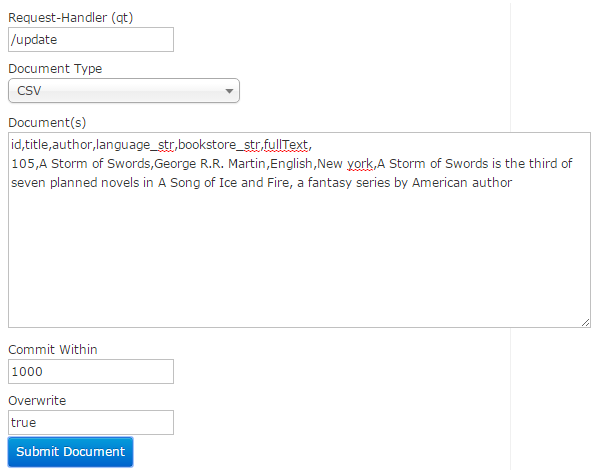 Request-Handler (qt)
/update
Document Type
CSV
Document(s)
id,title,author,language_str,bookstore_str,fullText,
105,A Storm of Swords,George R.R. Martin,English,New york,A Storm of Swords is the third of
seven planned novels in A Song of Ice and Fire, a fantasy series by American author
Commit Within
1000
Overwrite
true
Submit Document